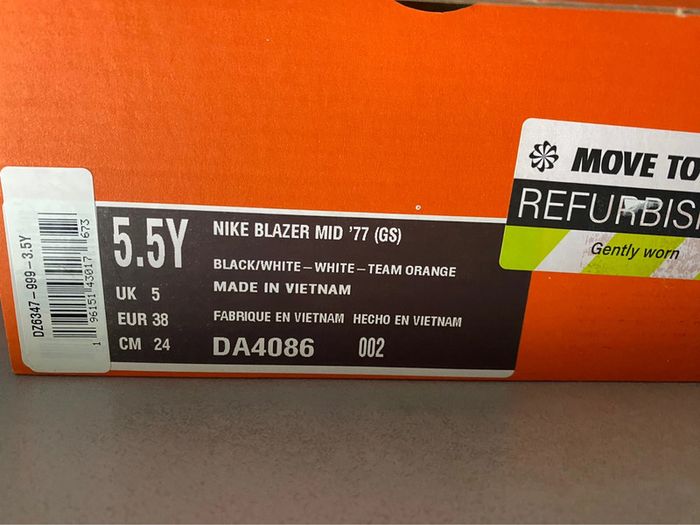 DZ6347-999-3.5Y
1 96151 43017 673
5.5Y
UK 5
EUR 38
CM 24
NIKE BLAZER MID '77 (GS)
BLACK/WHITE-WHITE-TEAM ORANGE
MADE IN VIETNAM
FABRIQUE EN VIETNAM HECHO EN VIETNAM
DA4086 002
MOVE TO
REFURBIS
Gently worn